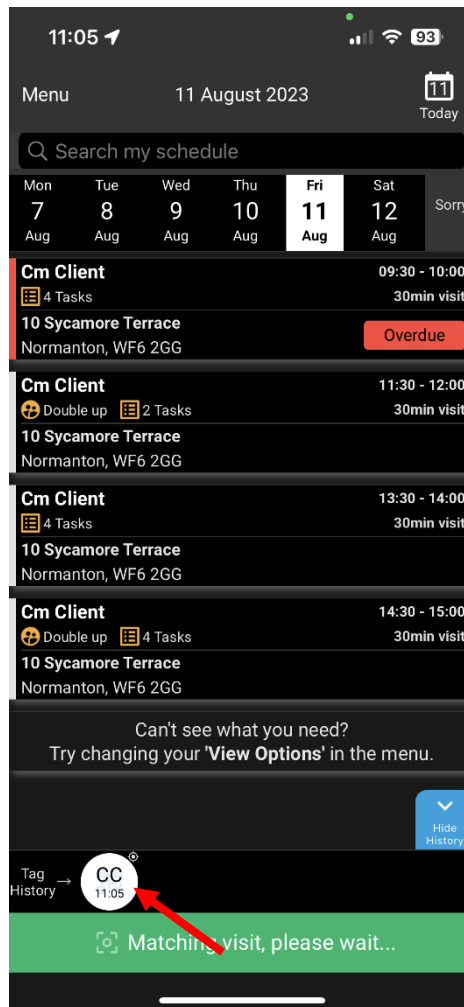 11:05
93
Menu
11 August 2023
11
Today
Search my schedule
Mon Tue Wed Thu Fri Sat
7 8 9 10 11 12 Sorry
Aug Aug Aug Aug Aug Aug
Cm Client 09:30 - 10:00
4 Tasks 30min visit
10 Sycamore Terrace
Normanton, WF6 2GG
Overdue
Cm Client 11:30 - 12:00
Double up 2 Tasks 30min visit
10 Sycamore Terrace
Normanton, WF6 2GG
Cm Client 13:30 - 14:00
4 Tasks 30min visit
10 Sycamore Terrace
Normanton, WF6 2GG
Cm Client 14:30 - 15:00
Double up 4 Tasks 30min visit
10 Sycamore Terrace
Normanton, WF6 2GG
Can't see what you need?
Try changing your 'View Options' in the menu.
Hide
History
Tag
History →
CC
11:05
Matching visit, please wait...